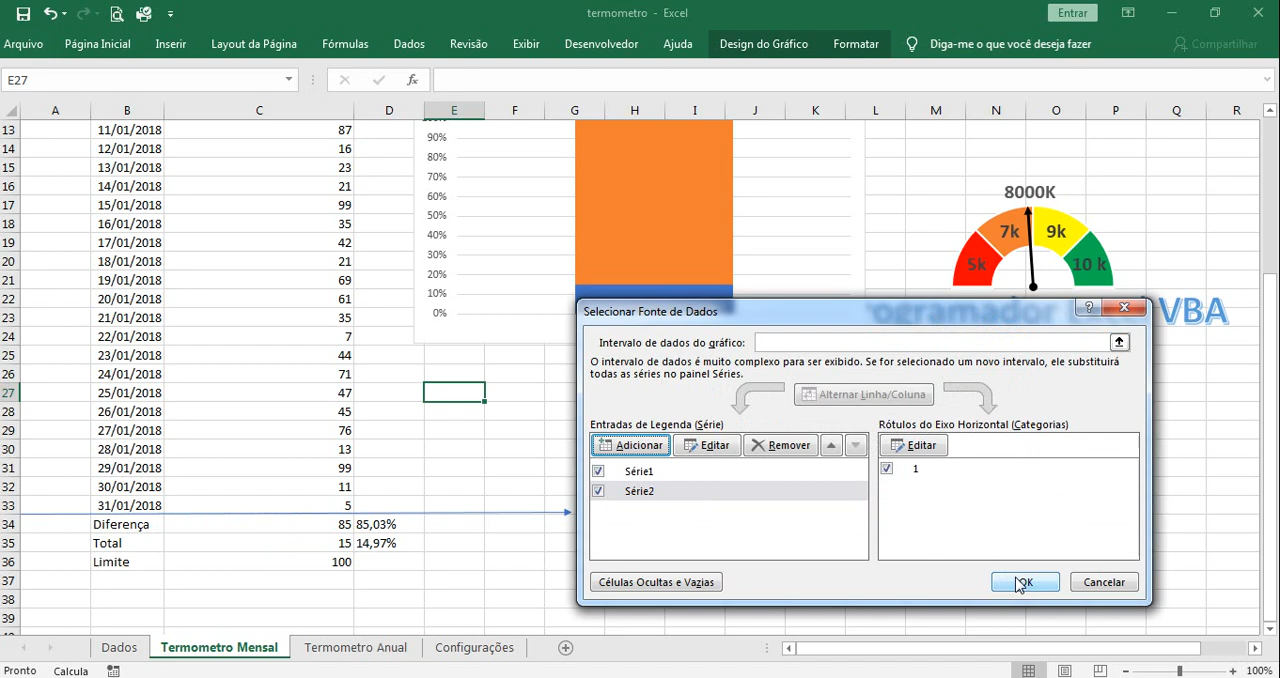 termometro - Excel
Entrar
Arquivo Página Inicial Inserir Layout da Página Fórmulas Dados Revisão Exibir Desenvolvedor Ajuda Design do Gráfico Formatar Diga-me o que você deseja fazer Compartilhar
E27 fx
A B C D E F G H I J K L M N O P Q R
13 11/01/2018 87
14 12/01/2018 16
15 13/01/2018 23
16 14/01/2018 21
17 15/01/2018 99
18 16/01/2018 35
19 17/01/2018 42
20 18/01/2018 21
21 19/01/2018 69
22 20/01/2018 61
23 21/01/2018 35
24 22/01/2018 7
25 23/01/2018 44
26 24/01/2018 71
27 25/01/2018 47
28 26/01/2018 45
29 27/01/2018 76
30 28/01/2018 13
31 29/01/2018 99
32 30/01/2018 11
33 31/01/2018 5
34 Diferença 85 85,03%
35 Total 15 14,97%
36 Limite 100
37
38
39
90%
80%
70%
60%
50%
40%
30%
20%
10%
0%
8000K
7k 9k
5k 10 k
VBA
Selecionar Fonte de Dados
Intervalo de dados do gráfico:
O intervalo de dados é muito complexo para ser exibido. Se for selecionado um novo intervalo, ele substituirá
todas as séries no painel Séries.
Alternar Linha/Coluna
Entradas de Legenda (Série) Rótulos do Eixo Horizontal (Categorias)
Adicionar Editar Remover Editar
Série1 1
Série2
Células Ocultas e Vazias OK Cancelar
Dados Termometro Mensal Termometro Anual Configurações
Pronto Calcula 100%